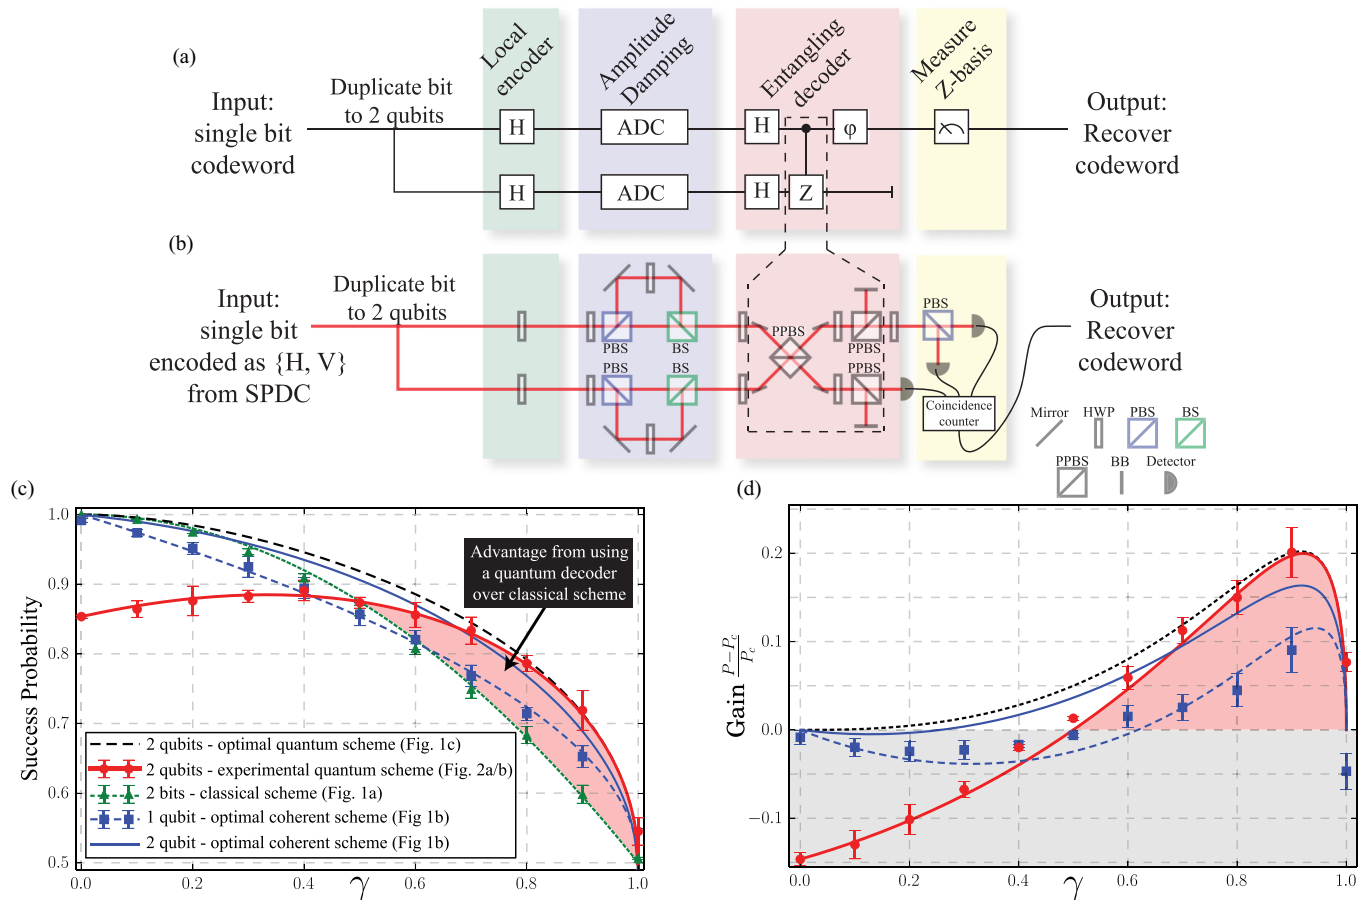 (a)
Local
encoder
Amplitude
Damping
Entangling
decoder
Measure
Z-basis
Input:
single bit
codeword
Duplicate bit
to 2 qubits
H
ADC
H
φ
Output:
Recover
codeword
H
ADC
H
Z
(b)
Input:
single bit
encoded as {H, V}
from SPDC
Duplicate bit
to 2 qubits
PBS
BS
PBS
BS
PPBS
PPBS
PPBS
PBS
Coincidence
counter
Output:
Recover
codeword
Mirror
HWP
PBS
BS
PPBS
BB
Detector
(c)
Success Probability
1.0
0.9
0.8
0.7
0.6
0.5
0.0
0.2
0.4
0.6
0.8
1.0
γ
Advantage from using
a quantum decoder
over classical scheme
2 qubits - optimal quantum scheme (Fig. 1c)
2 qubits - experimental quantum scheme (Fig. 2a/b)
2 bits - classical scheme (Fig. 1a)
1 qubit - optimal coherent scheme (Fig 1b)
2 qubit - optimal coherent scheme (Fig 1b)
(d)
Gain P−Pc/Pc
0.2
0.1
0.0
−0.1
0.0
0.2
0.4
0.6
0.8
1.0
γ